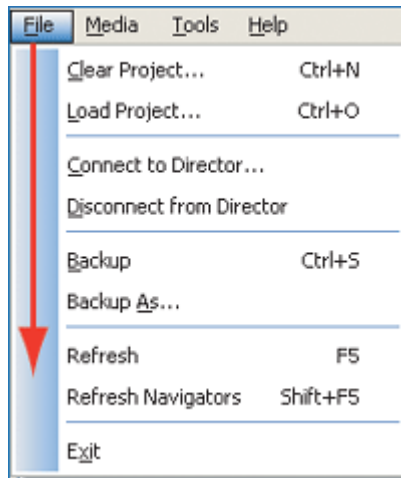 File Media Tools Help
Clear Project... Ctrl+N
Load Project... Ctrl+O
Connect to Director...
Disconnect from Director
Backup Ctrl+S
Backup As...
Refresh F5
Refresh Navigators Shift+F5
Exit